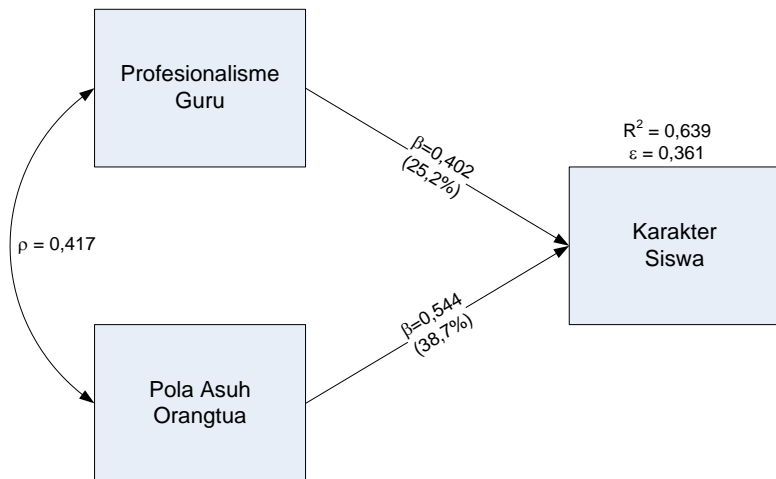 Profesionalisme
Guru
β=0,402
(25,2%)
R² = 0,639
ε = 0,361
Karakter
Siswa
ρ = 0,417
β=0,544
(38,7%)
Pola Asuh
Orangtua